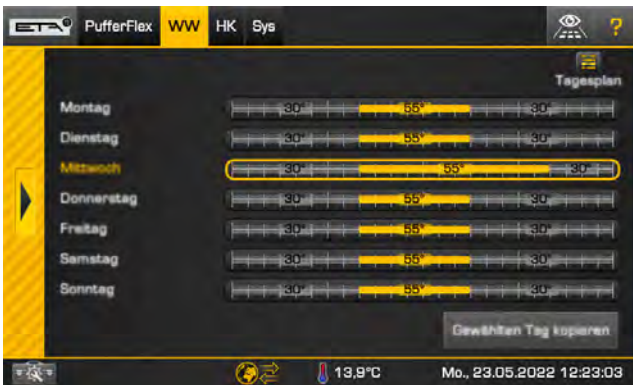 ETA PufferFlex WW HK Sys ?
Tagesplan
Montag 30° 55° 30°
Dienstag 30° 55° 30°
Mittwoch 30° 55° 30°
Donnerstag 30° 55° 30°
Freitag 30° 55° 30°
Samstag 30° 55° 30°
Sonntag 30° 55° 30°
Gewählten Tag kopieren
13,9°C Mo., 23.05.2022 12:23:03